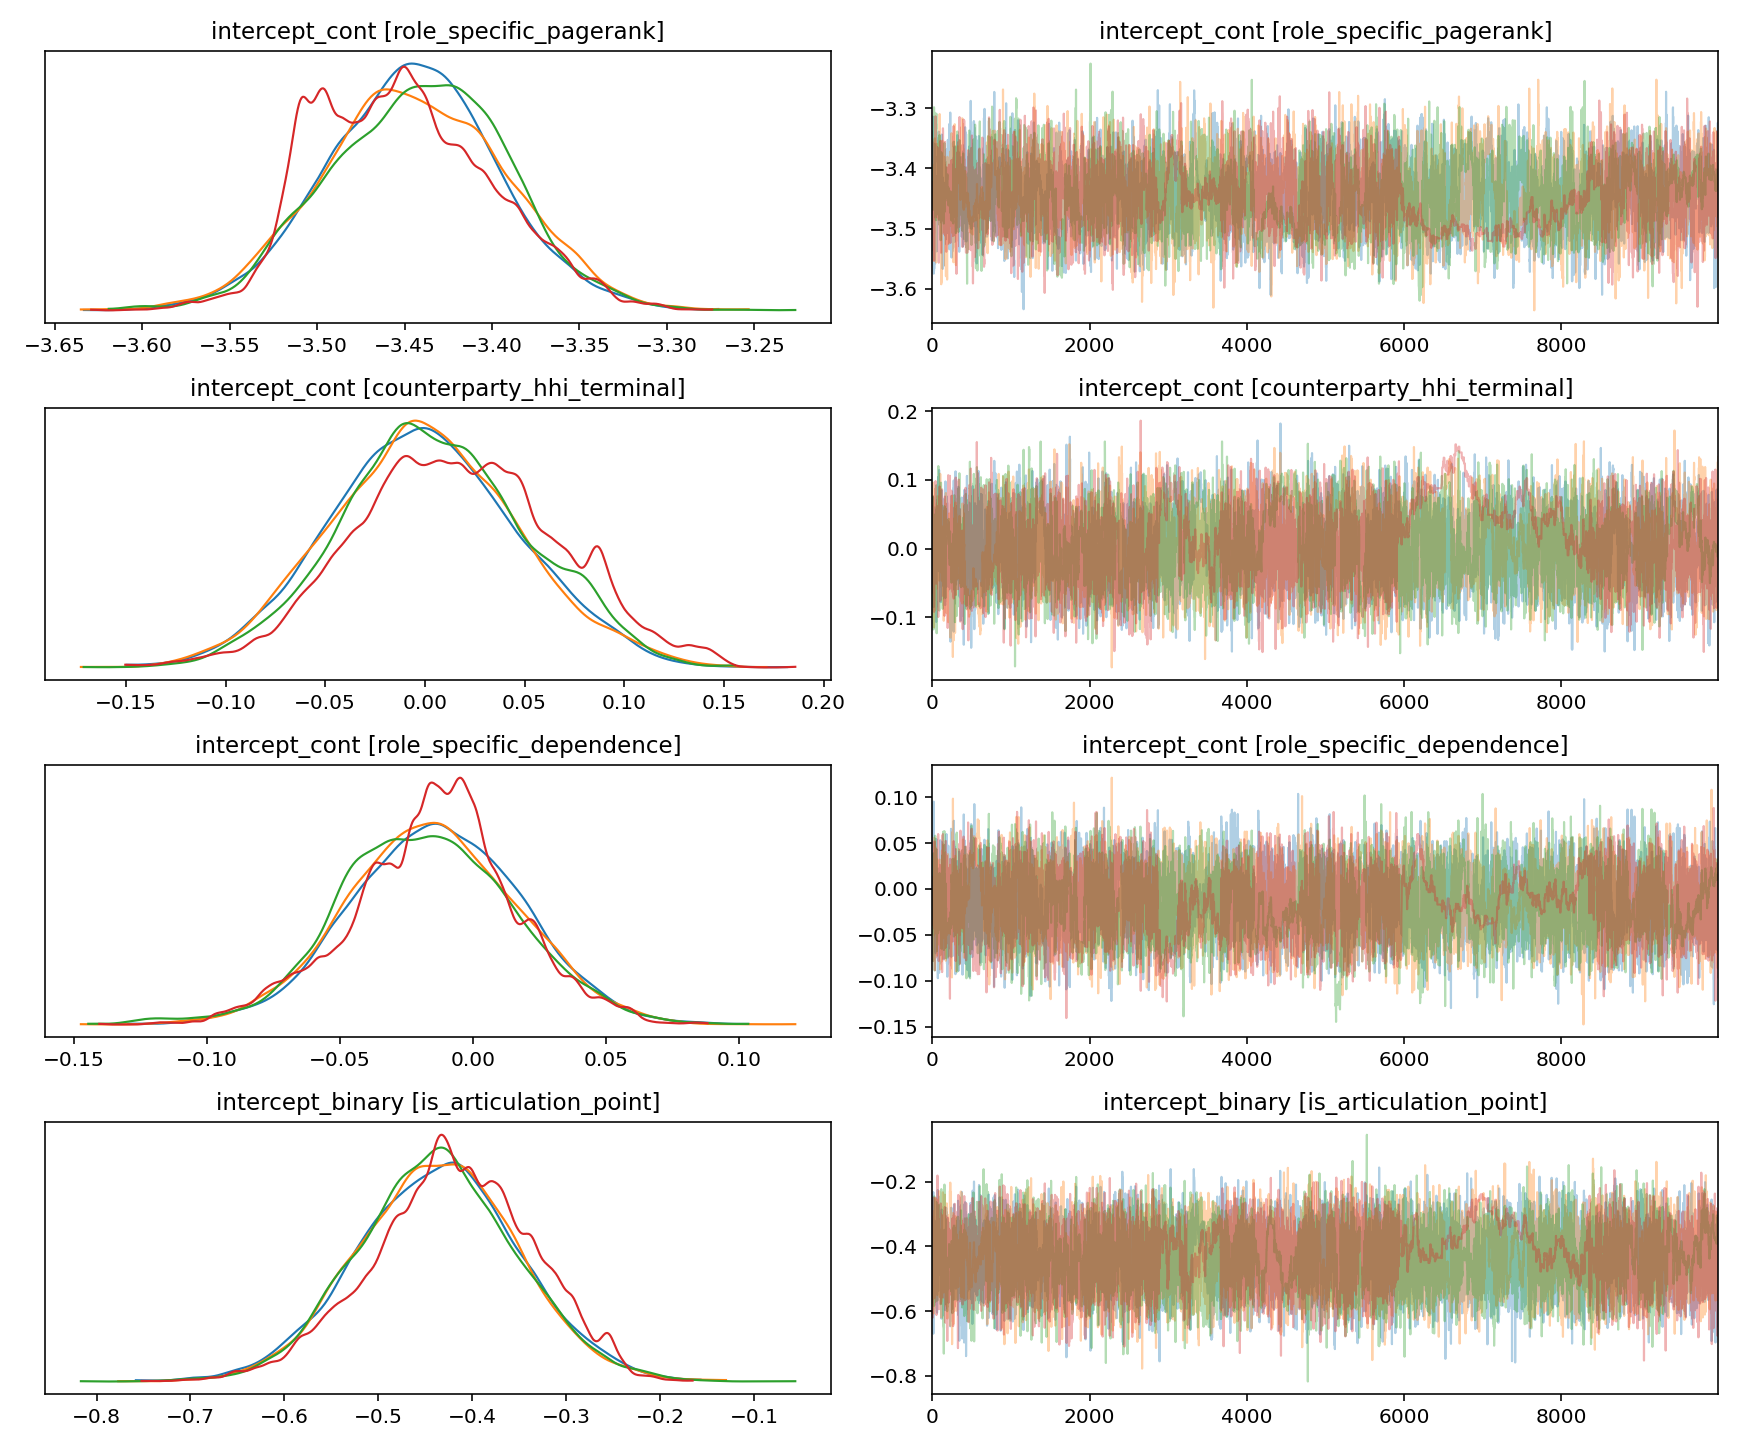 intercept_cont [role_specific_pagerank]
−3.65 −3.60 −3.55 −3.50 −3.45 −3.40 −3.35 −3.30 −3.25
intercept_cont [role_specific_pagerank]
−3.3
−3.4
−3.5
−3.6
0 2000 4000 6000 8000
intercept_cont [counterparty_hhi_terminal]
−0.15 −0.10 −0.05 0.00 0.05 0.10 0.15 0.20
intercept_cont [counterparty_hhi_terminal]
0.2
0.1
0.0
−0.1
0 2000 4000 6000 8000
intercept_cont [role_specific_dependence]
−0.15 −0.10 −0.05 0.00 0.05 0.10
intercept_cont [role_specific_dependence]
0.10
0.05
0.00
−0.05
−0.10
−0.15
0 2000 4000 6000 8000
intercept_binary [is_articulation_point]
−0.8 −0.7 −0.6 −0.5 −0.4 −0.3 −0.2 −0.1
intercept_binary [is_articulation_point]
−0.2
−0.4
−0.6
−0.8
0 2000 4000 6000 8000